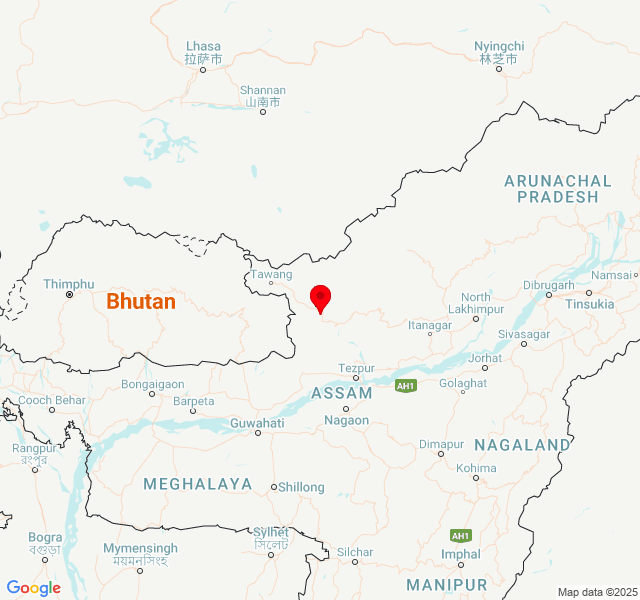 Lhasa
拉萨市
Nyingchi
林芝市
Shannan
山南市
ARUNACHAL
PRADESH
Tawang
Thimphu
Bhutan
Namsai
Dibrugarh
Tinsukia
North
Lakhimpur
Itanagar
Sivasagar
Jorhat
Tezpur
AH1
Golaghat
Bongaigaon
ASSAM
Cooch Behar
Barpeta
Nagaon
Guwahati
Rangpur
রংপুর
Dimapur
NAGALAND
Kohima
MEGHALAYA
Shillong
Bogra
বগুড়া
Mymensingh
ময়মনসিংহ
Sylhet
সিলেট
AH1
Silchar
Imphal
MANIPUR
Google
Map data ©2025